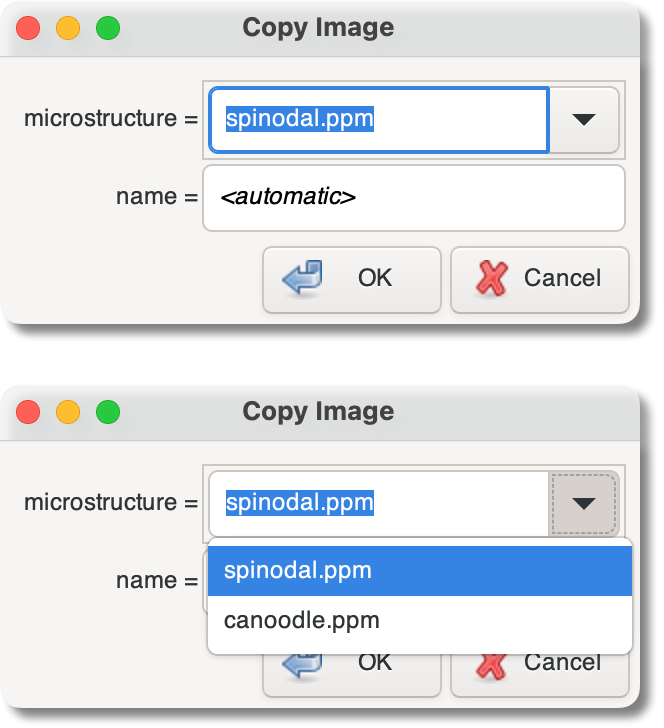 Copy Image
microstructure = spinodal.ppm
name = <automatic>
OK Cancel
Copy Image
microstructure = spinodal.ppm
spinodal.ppm
name =
canoodle.ppm
OK Cancel